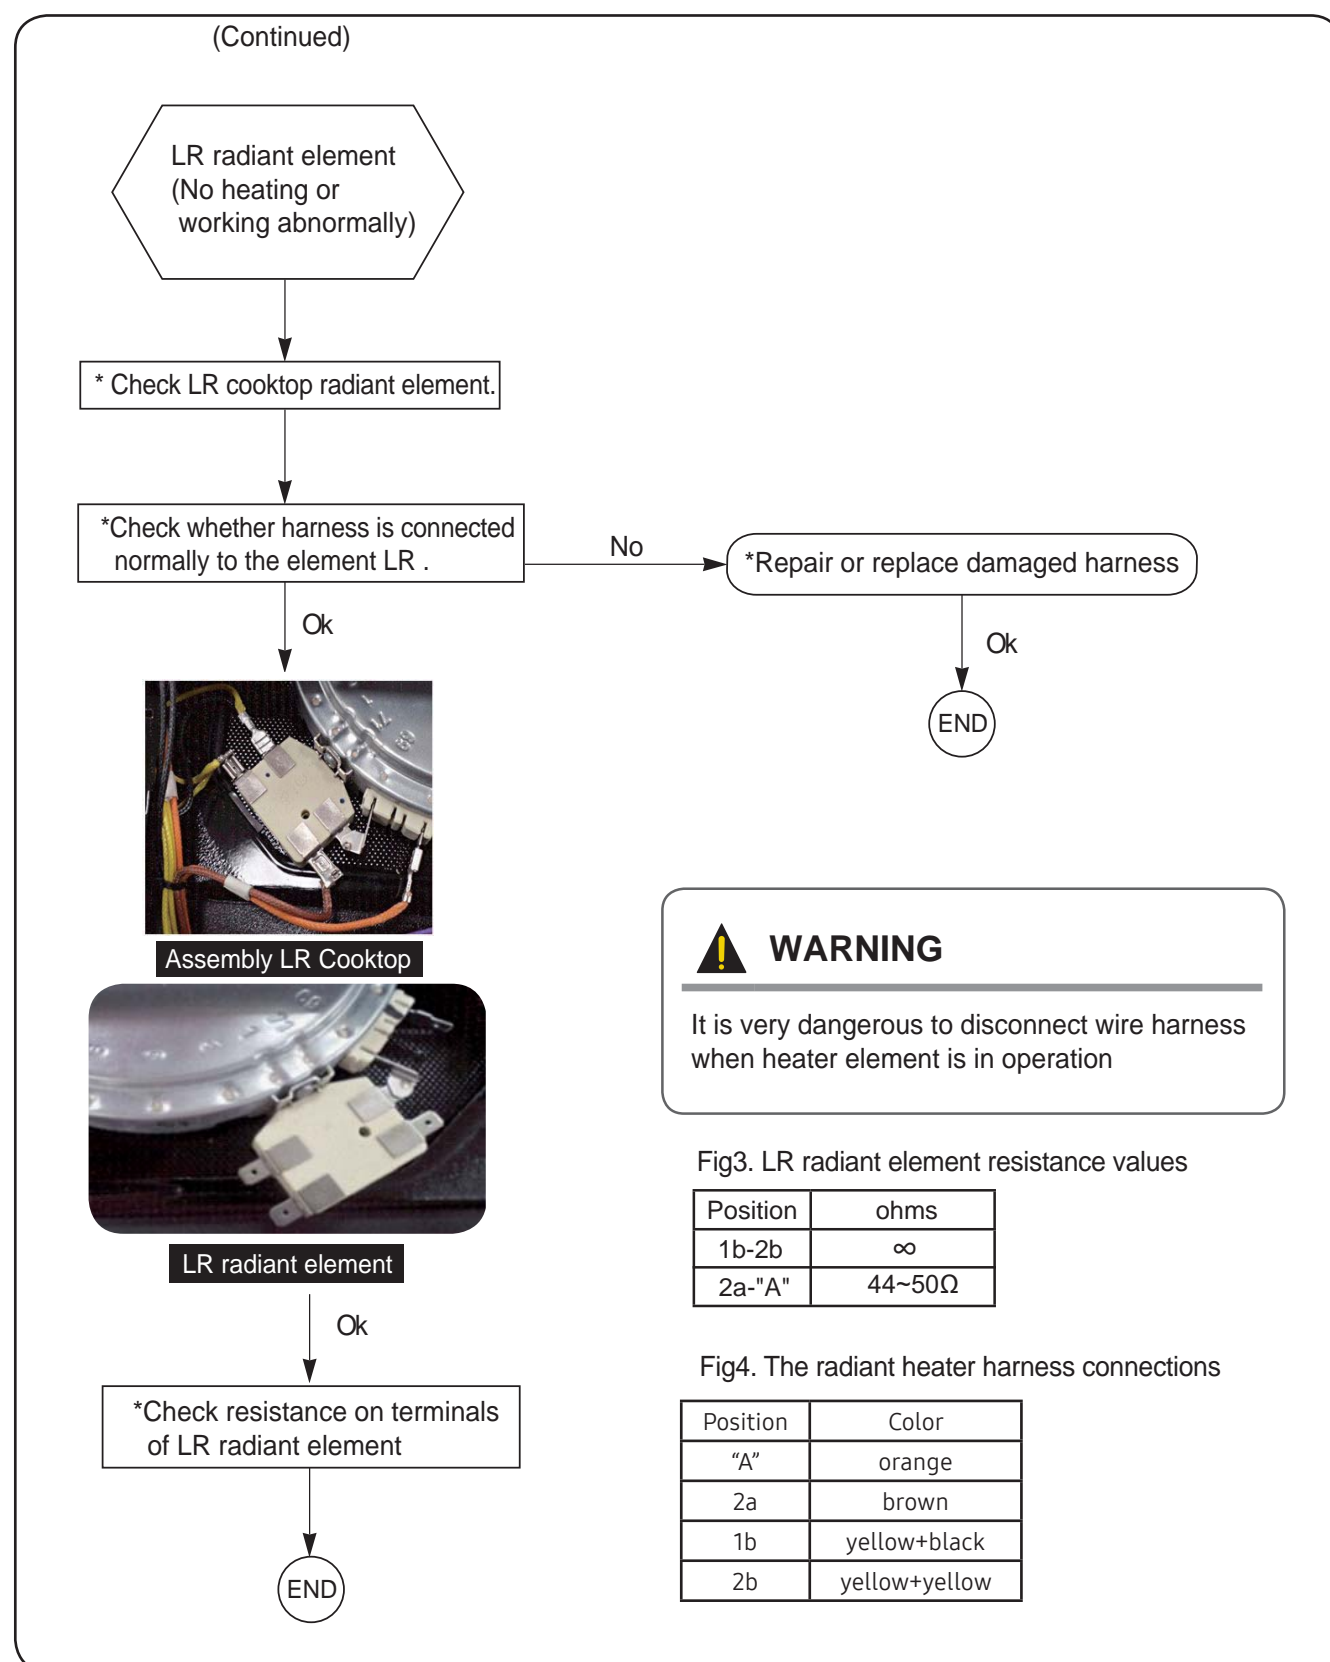 (Continued)
LR radiant element
(No heating or
working abnormally)
* Check LR cooktop radiant element.
*Check whether harness is connected
normally to the element LR .
No
*Repair or replace damaged harness
Ok
Ok
END
Assembly LR Cooktop
LR radiant element
Ok
*Check resistance on terminals
of LR radiant element
END
WARNING
It is very dangerous to disconnect wire harness
when heater element is in operation
Fig3. LR radiant element resistance values
Position ohms
1b-2b ∞
2a-"A" 44~50Ω
Fig4. The radiant heater harness connections
Position Color
“A” orange
2a brown
1b yellow+black
2b yellow+yellow